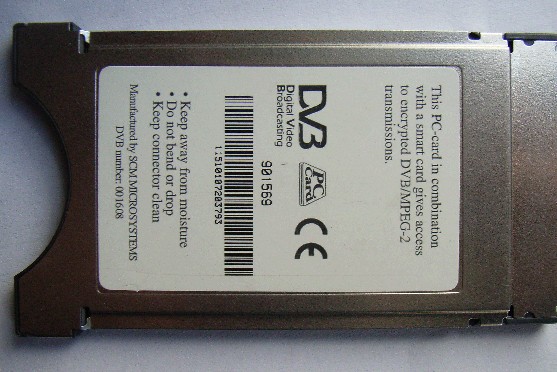 This PC-card in combination
with a smart card gives access
to encrypted DVB/MPEG-2
transmissions.
DVB
Digital Video
Broadcasting
PC
Card
CE
901569
11510107203793
• Keep away from moisture
• Do not bend or drop
• Keep connector clean
Manufactured by SCM MICROSYSTEMS
DVB number: 001608